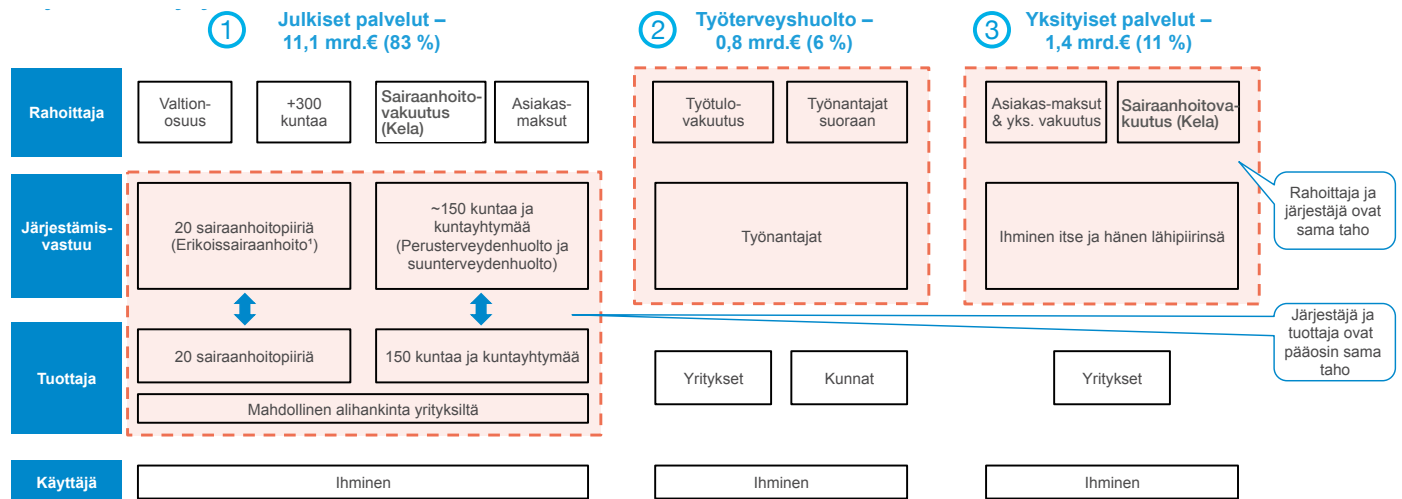 1
Julkiset palvelut –
11,1 mrd.€ (83 %)
2
Työterveyshuolto –
0,8 mrd.€ (6 %)
3
Yksityiset palvelut –
1,4 mrd.€ (11 %)
Rahoittaja
Valtion-
osuus
+300
kuntaa
Sairaanhoito-
vakuutus
(Kela)
Asiakas-
maksut
Työtulo-
vakuutus
Työnantajat
suoraan
Asiakas-maksut
& yks. vakuutus
Sairaanhoitova-
kuutus (Kela)
Rahoittaja ja
järjestäjä ovat
sama taho
Järjestämis-
vastuu
20 sairaanhoitopiiriä
(Erikoissairaanhoito¹)
~150 kuntaa ja
kuntayhtymää
(Perusterveydenhuolto ja
suunterveydenhuolto)
Työnantajat
Ihminen itse ja hänen lähipiirinsä
Järjestäjä ja
tuottaja ovat
pääosin sama
taho
Tuottaja
20 sairaanhoitopiiriä
150 kuntaa ja kuntayhtymää
Mahdollinen alihankinta yrityksiltä
Yritykset
Kunnat
Yritykset
Käyttäjä
Ihminen
Ihminen
Ihminen